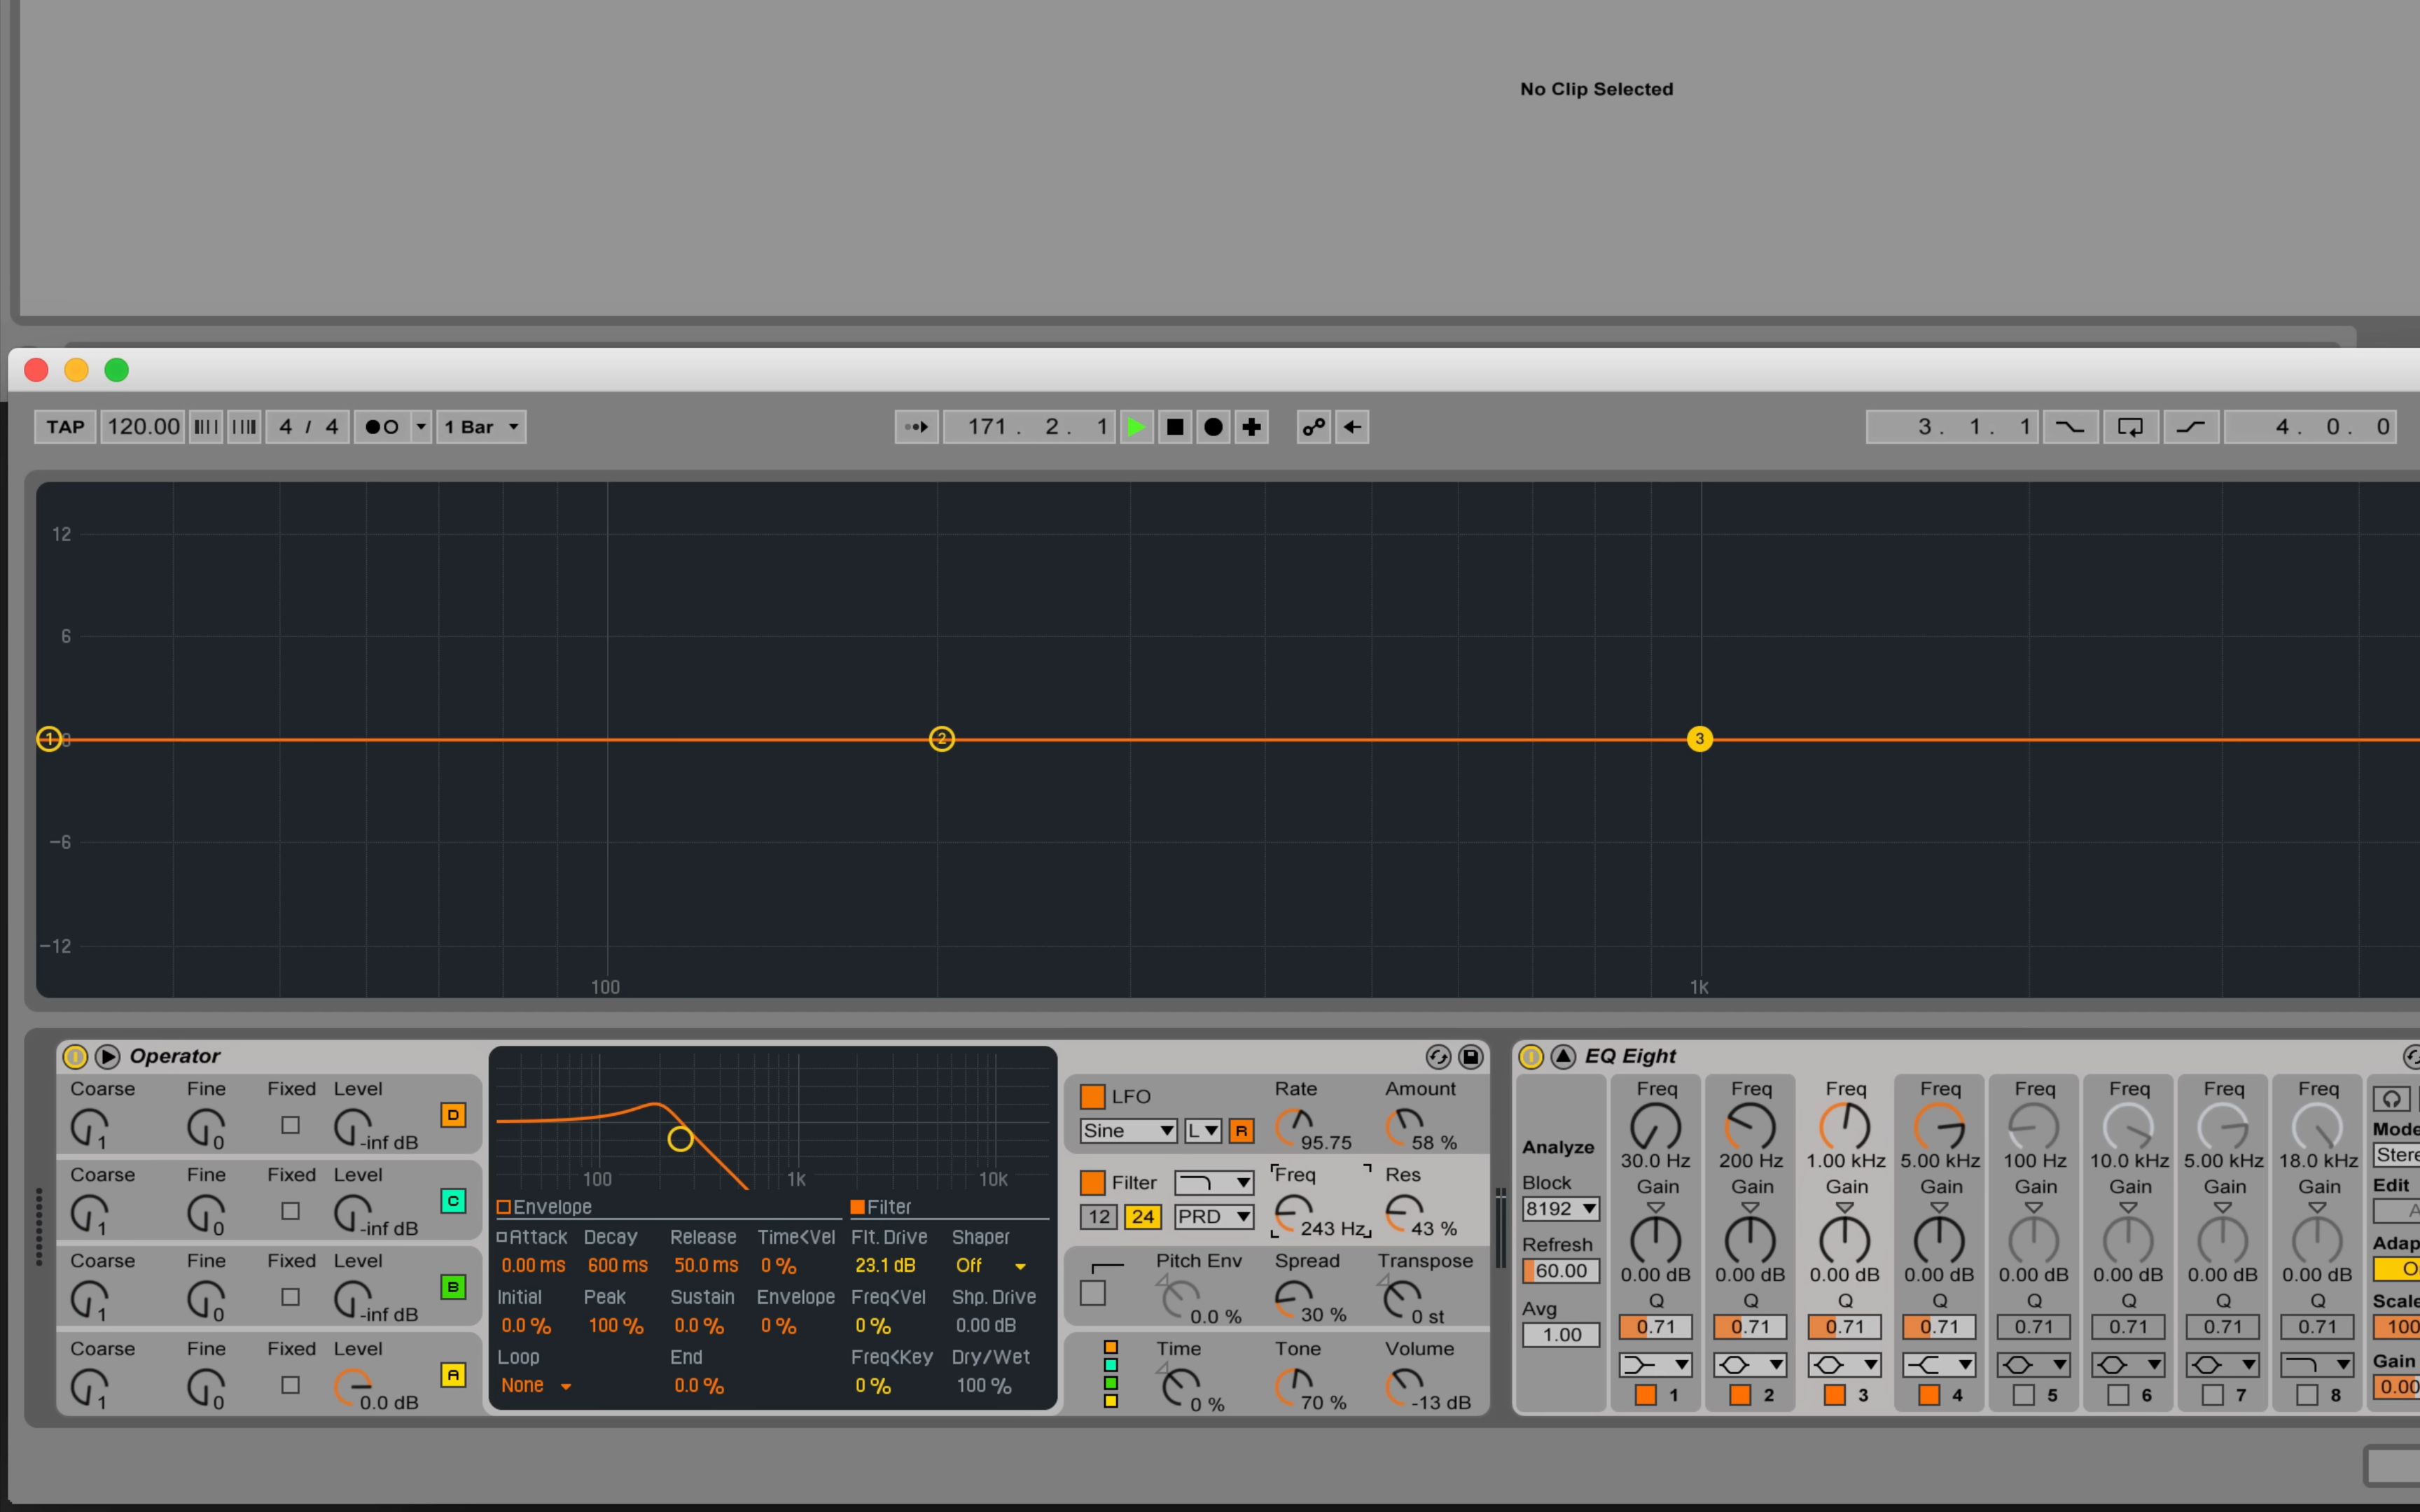 No Clip Selected
TAP 120.00 4 / 4 1 Bar 171 . 2 . 1 3 . 1 . 1 4 . 0 . 0
12
6
1 2 3
-6
-12
100 1k
Operator EQ Eight
Coarse Fine Fixed Level D
1 0 -inf dB
Coarse Fine Fixed Level C
1 0 -inf dB
Coarse Fine Fixed Level B
1 0 -inf dB
Coarse Fine Fixed Level A
1 0 0.0 dB
100 1k 10k
Envelope Filter
Attack Decay Release Time<Vel Flt. Drive Shaper
0.00 ms 600 ms 50.0 ms 0 % 23.1 dB Off
Initial Peak Sustain Envelope Freq<Vel Shp. Drive
0.0 % 100 % 0.0 % 0 % 0 % 0.00 dB
Loop End Freq<Key Dry/Wet
None 0.0 % 0 % 100 %
LFO Rate Amount
Sine L R 95.75 58 %
Filter Freq Res
12 24 PRD 243 Hz 43 %
Pitch Env Spread Transpose
0.0 % 30 % 0 st
Time Tone Volume
0 % 70 % -13 dB
Analyze
Block
8192
Refresh
60.00
Avg
1.00
Freq Freq Freq Freq Freq Freq Freq Freq
30.0 Hz 200 Hz 1.00 kHz 5.00 kHz 100 Hz 10.0 kHz 5.00 kHz 18.0 kHz
Gain Gain Gain Gain Gain Gain Gain Gain
0.00 dB 0.00 dB 0.00 dB 0.00 dB 0.00 dB 0.00 dB 0.00 dB 0.00 dB
Q Q Q Q Q Q Q Q
0.71 0.71 0.71 0.71 0.71 0.71 0.71 0.71
1 2 3 4 5 6 7 8
Mode
Stere
Edit
A
Adap
O
Scale
100
Gain
0.00